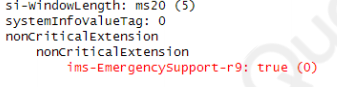 si-WindowLength: ms20 (5)
systemInfoValueTag: 0
nonCriticalExtension
nonCriticalExtension
ims-EmergencySupport-r9: true (0)